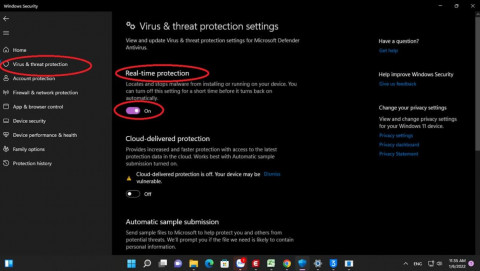 Windows Security
Home
Virus & threat protection
Account protection
Firewall & network protection
App & browser control
Device security
Device performance & health
Family options
Protection history
Virus & threat protection settings
View and update Virus & threat protection settings for Microsoft Defender
Antivirus.
Real-time protection
Locates and stops malware from installing or running on your device. You
can turn off this setting for a short time before it turns back on
automatically.
On
Cloud-delivered protection
Provides increased and faster protection with access to the latest
protection data in the cloud. Works best with Automatic sample
submission turned on.
Cloud-delivered protection is off. Your device may be Dismiss
vulnerable.
Off
Automatic sample submission
Send sample files to Microsoft to help protect you and others from
potential threats. We'll prompt you if the file we need is likely to
contain personal information.
Have a question?
Get help
Help improve Windows Security
Give us feedback
Change your privacy settings
View and change privacy settings
for your Windows 11 device.
Privacy settings
Privacy dashboard
Privacy Statement
ENG
11:36 AM
1/6/2022